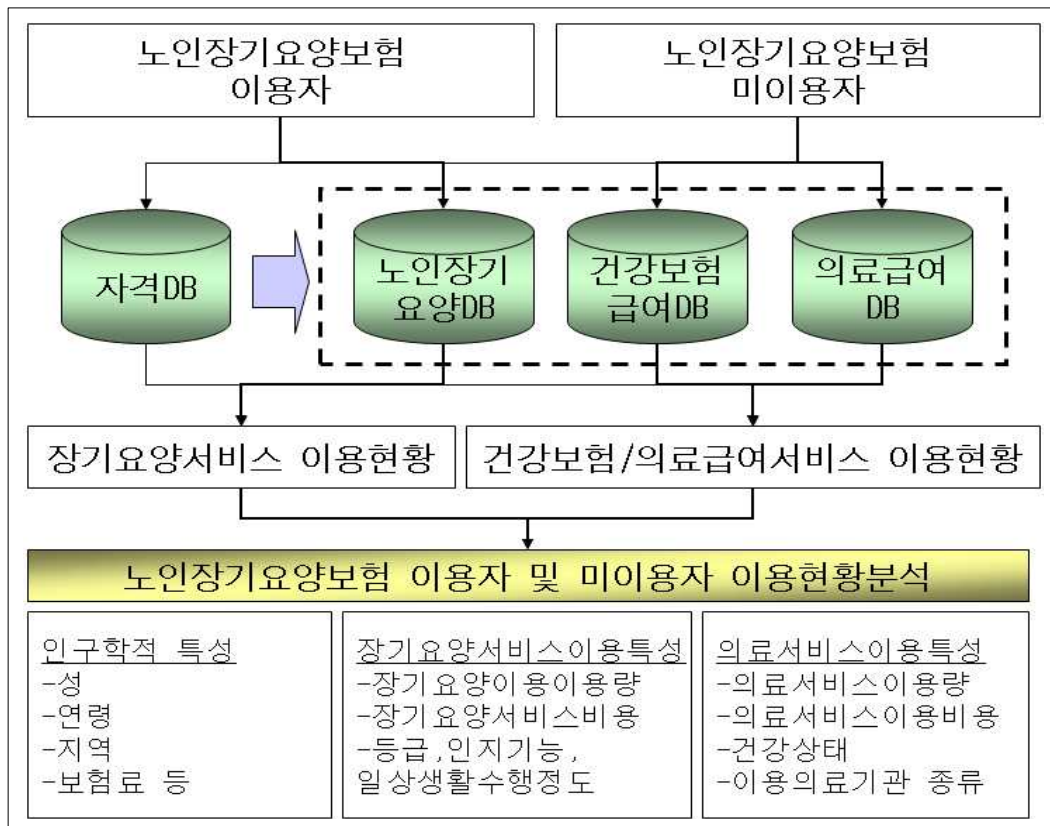 노인장기요양보험
이용자
노인장기요양보험
미이용자
자격DB
노인장기
요양DB
건강보험
급여DB
의료급여
DB
장기요양서비스 이용현황
건강보험/의료급여서비스 이용현황
노인장기요양보험 이용자 및 미이용자 이용현황분석
인구학적 특성
-성
-연령
-지역
-보험료 등
장기요양서비스이용특성
-장기요양이용이용량
-장기요양서비스비용
-등급,인지기능,
일상생활수행정도
의료서비스이용특성
-의료서비스이용량
-의료서비스이용비용
-건강상태
-이용의료기관 종류